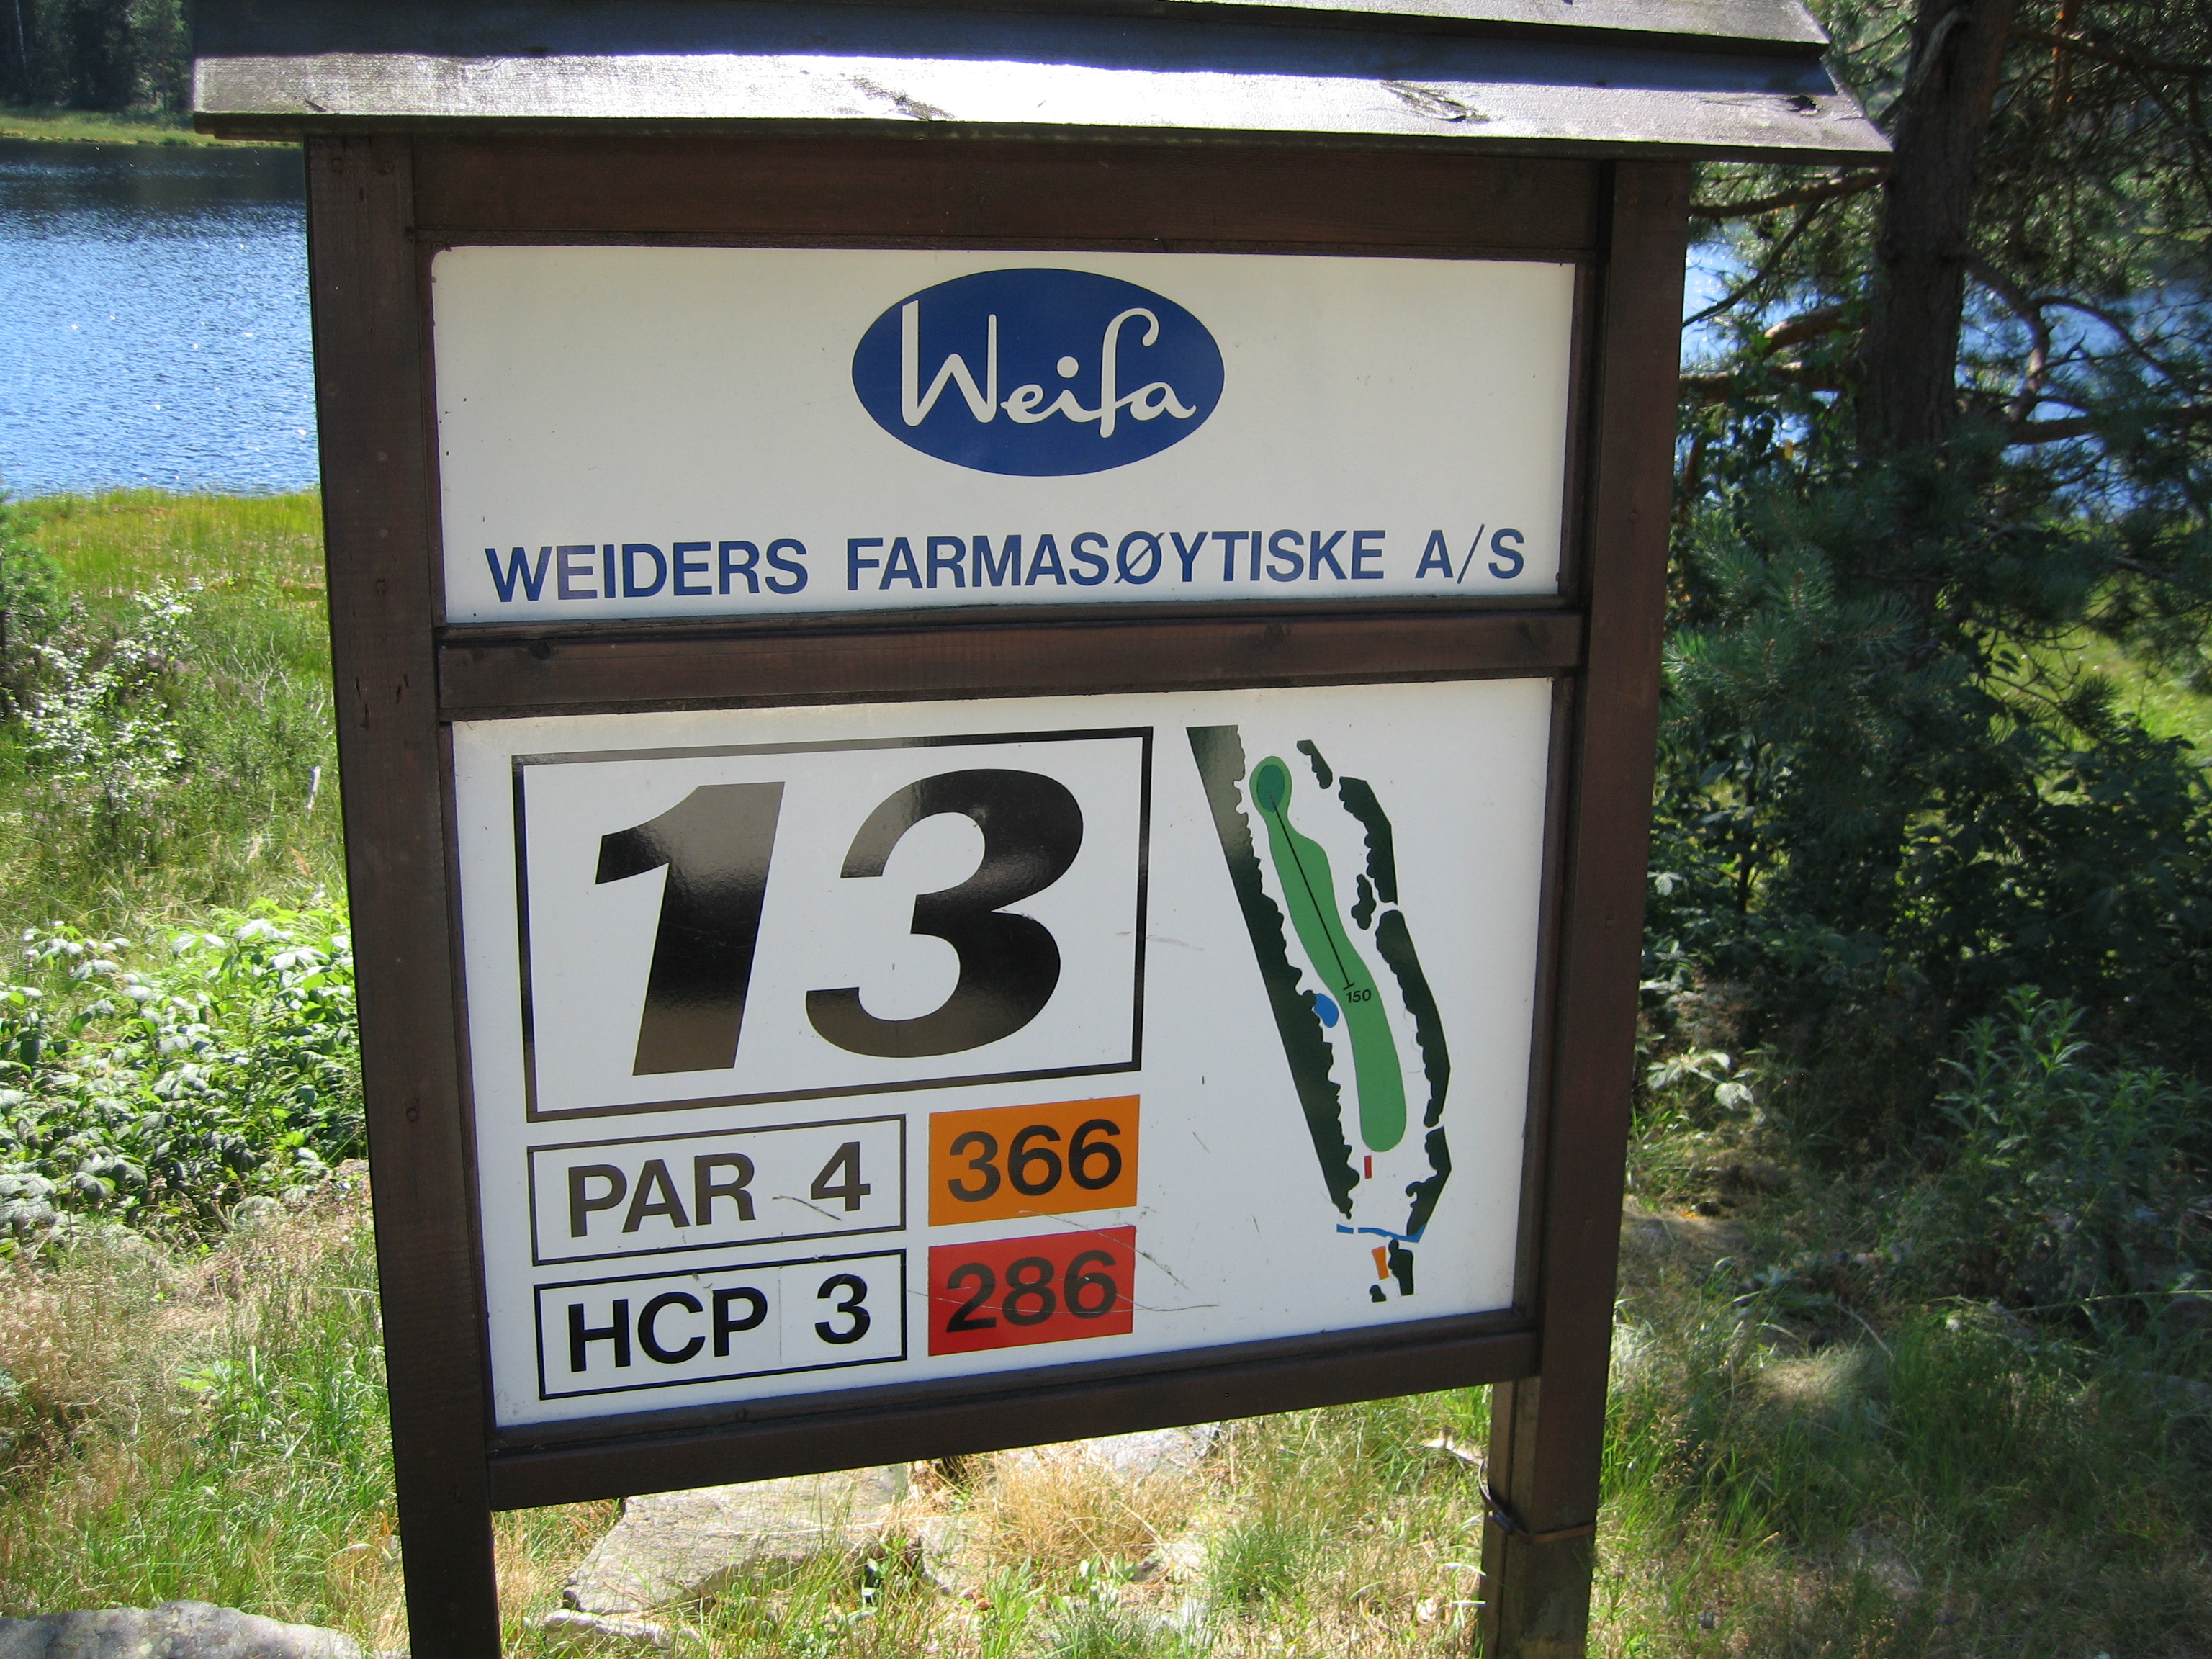 Weifa
WEIDERS FARMASØYTISKE A/S
13
150
PAR 4
366
HCP 3
286